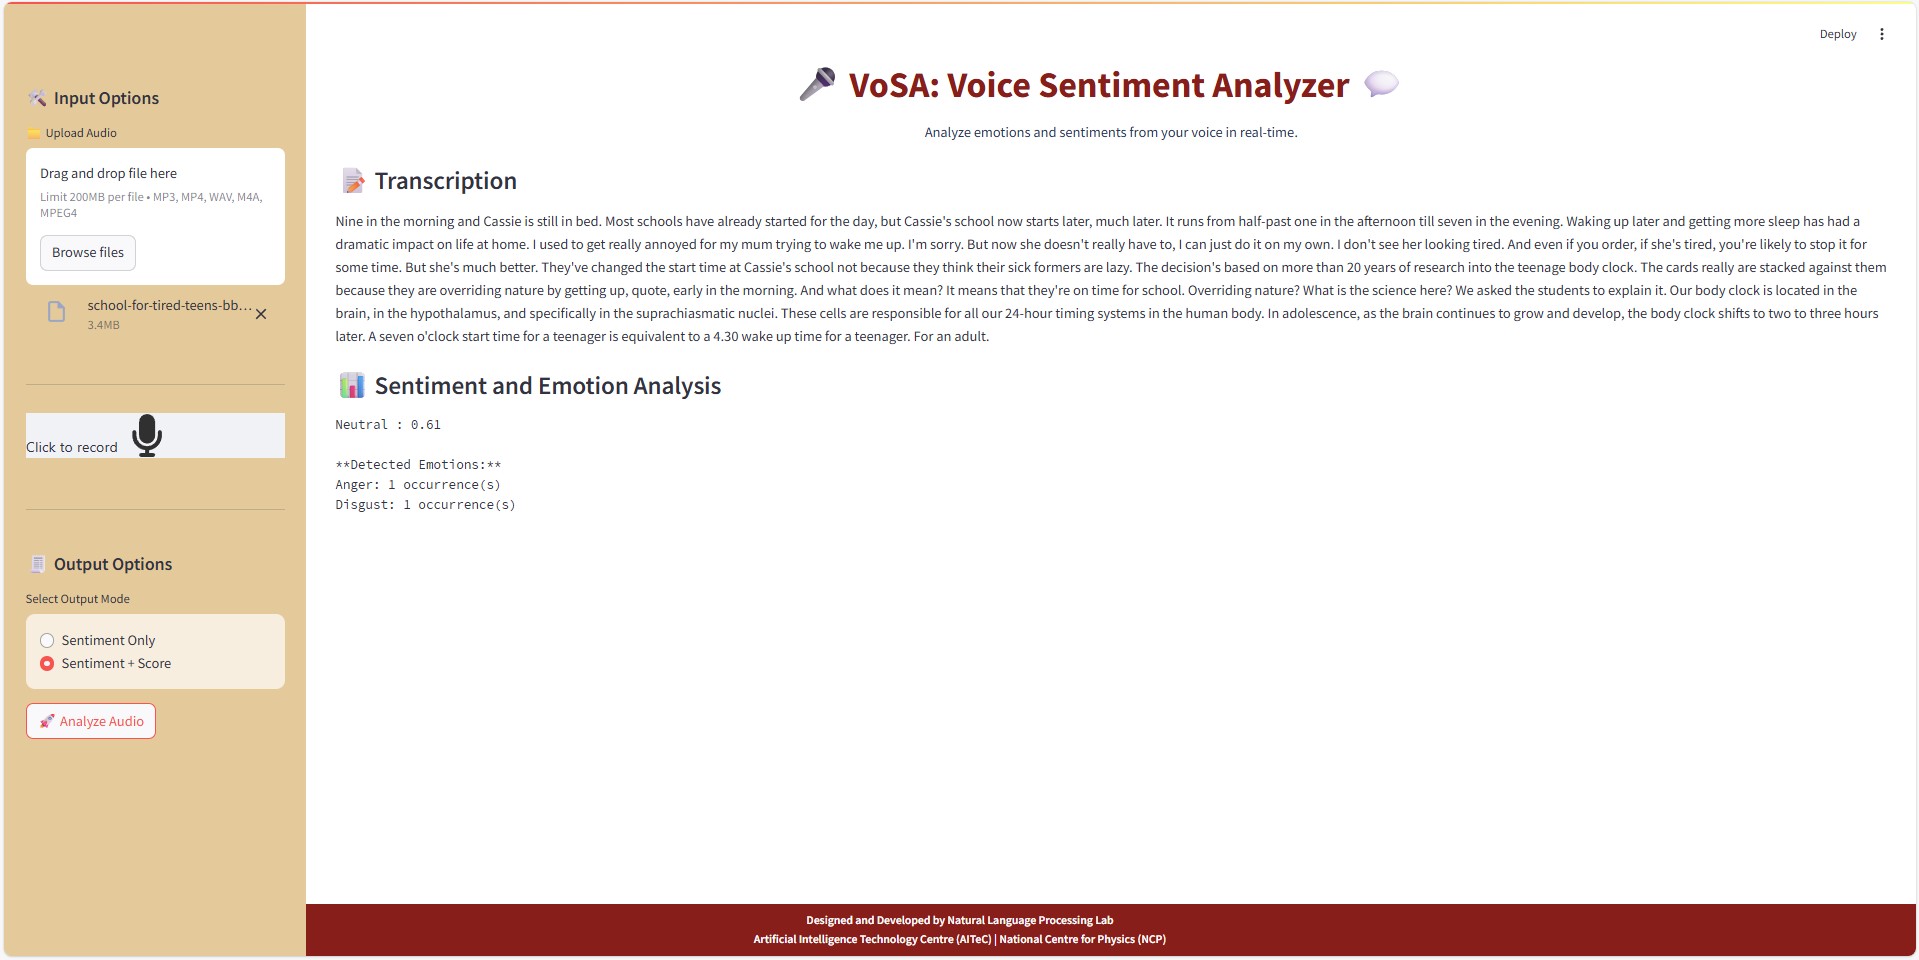 Deploy
Input Options
Upload Audio
Drag and drop file here
Limit 200MB per file • MP3, MP4, WAV, M4A,
MPEG4
Browse files
school-for-tired-teens-bb...
3.4MB
Click to record
Output Options
Select Output Mode
Sentiment Only
Sentiment + Score
Analyze Audio
VoSA: Voice Sentiment Analyzer
Analyze emotions and sentiments from your voice in real-time.
Transcription
Nine in the morning and Cassie is still in bed. Most schools have already started for the day, but Cassie's school now starts later, much later. It runs from half-past one in the afternoon till seven in the evening. Waking up later and getting more sleep has had a
dramatic impact on life at home. I used to get really annoyed for my mum trying to wake me up. I'm sorry. But now she doesn't really have to, I can just do it on my own. I don't see her looking tired. And even if you order, if she's tired, you're likely to stop it for
some time. But she's much better. They've changed the start time at Cassie's school not because they think their sick formers are lazy. The decision's based on more than 20 years of research into the teenage body clock. The cards really are stacked against them
because they are overriding nature by getting up, quote, early in the morning. And what does it mean? It means that they're on time for school. Overriding nature? What is the science here? We asked the students to explain it. Our body clock is located in the
brain, in the hypothalamus, and specifically in the suprachiasmatic nuclei. These cells are responsible for all our 24-hour timing systems in the human body. In adolescence, as the brain continues to grow and develop, the body clock shifts to two to three hours
later. A seven o'clock start time for a teenager is equivalent to a 4.30 wake up time for a teenager. For an adult.
Sentiment and Emotion Analysis
Neutral : 0.61
**Detected Emotions:**
Anger: 1 occurrence(s)
Disgust: 1 occurrence(s)
Designed and Developed by Natural Language Processing Lab
Artificial Intelligence Technology Centre (AITeC) | National Centre for Physics (NCP)